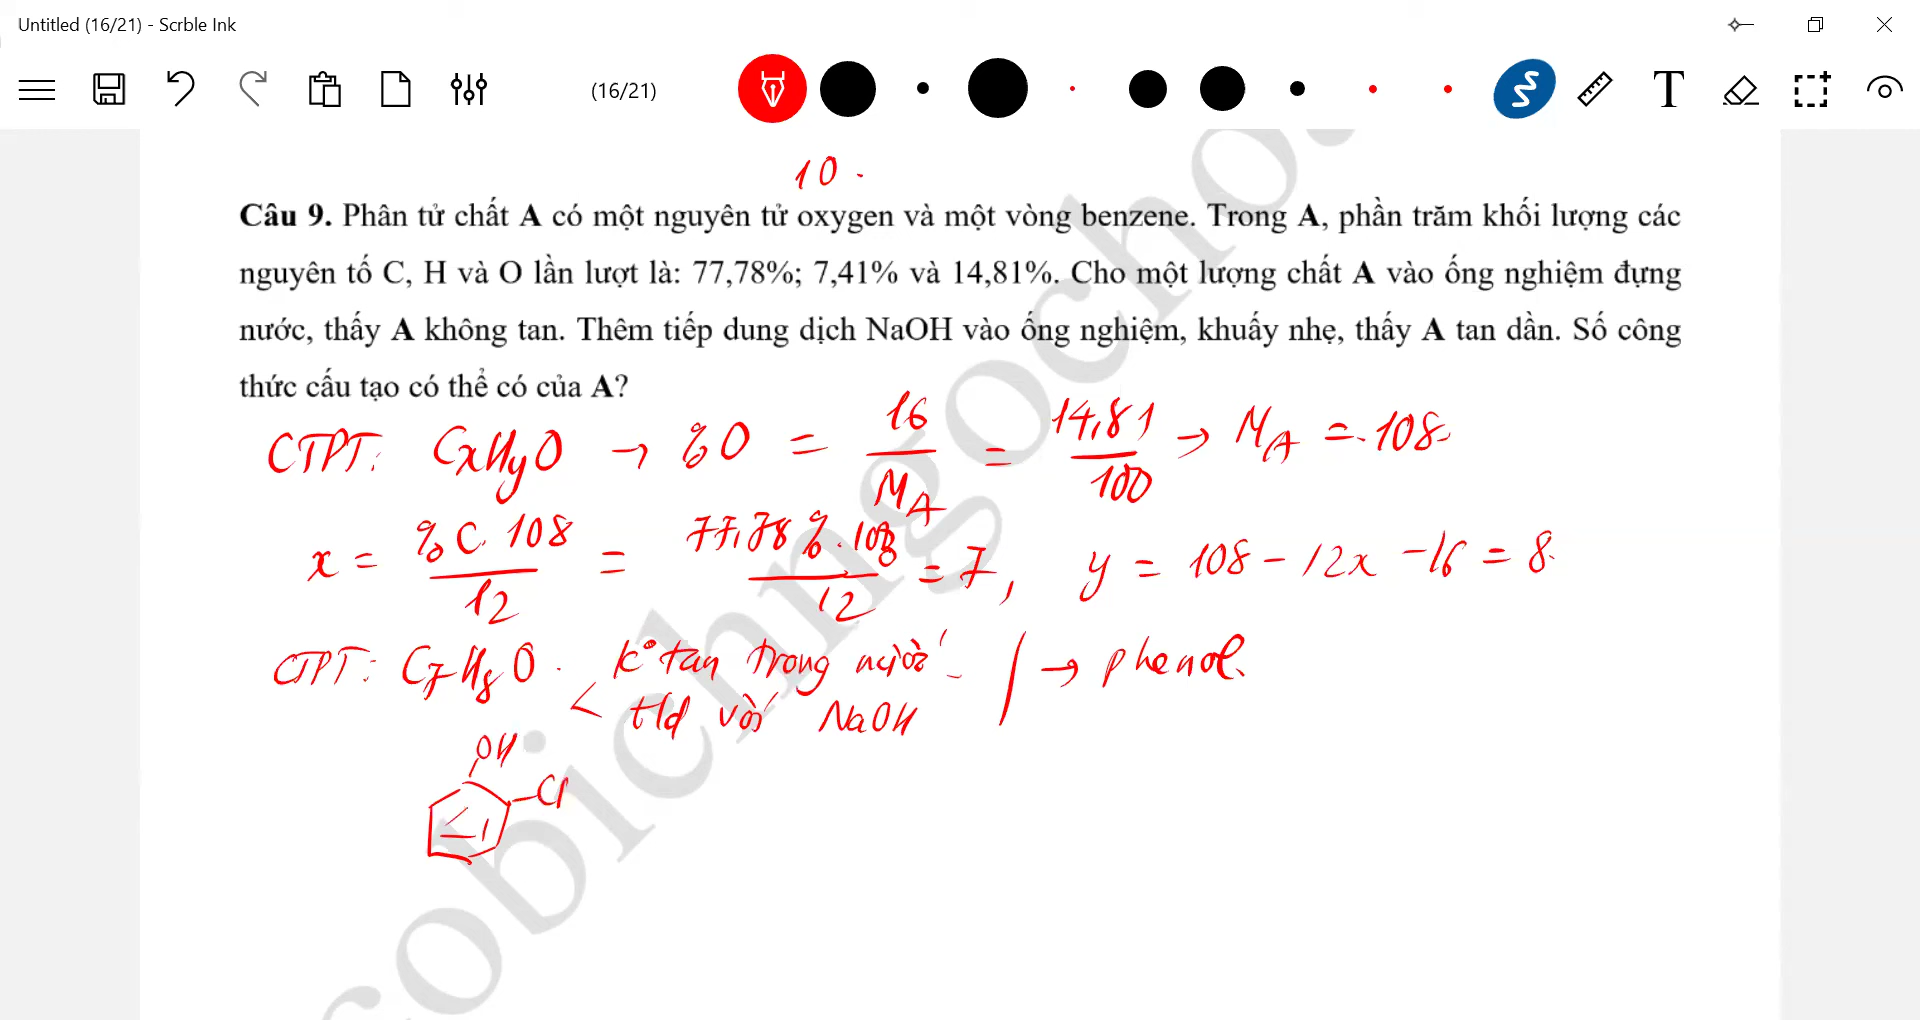 Untitled (16/21) - Scrble Ink
(16/21)
T
10.
Câu 9. Phân tử chất A có một nguyên tử oxygen và một vòng benzene. Trong A, phần trăm khối lượng các
nguyên tố C, H và O lần lượt là: 77,78%; 7,41% và 14,81%. Cho một lượng chất A vào ống nghiệm đựng
nước, thấy A không tan. Thêm tiếp dung dịch NaOH vào ống nghiệm, khuấy nhẹ, thấy A tan dần. Số công
thức cấu tạo có thể có của A?
CTPT: CxHyO → %O = 16/MA = 14,81/100 → MA = 108.
x = %C.108/12 = 77,78%.108/12 = 7, y = 108 - 12x - 16 = 8.
CTPT: C7H8O. < k° tan trong nước → phenol.
t/d với NaOH
OH